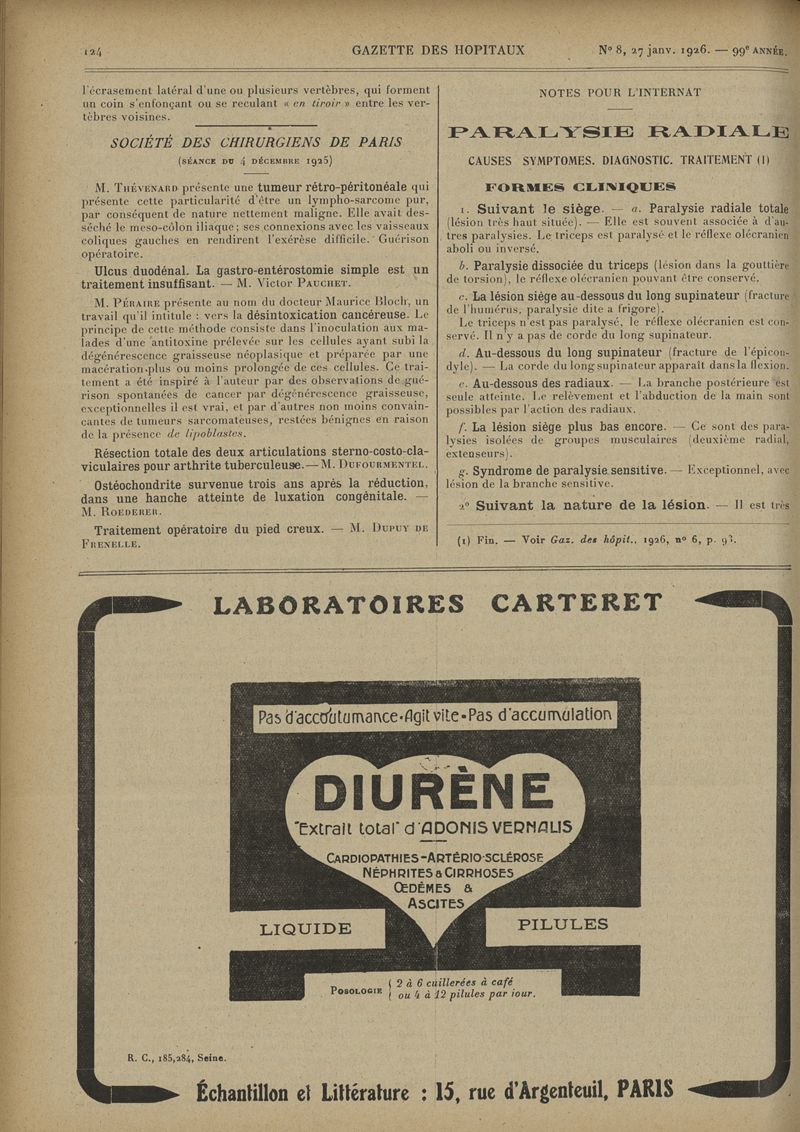 124
GAZETTE DES HOPITAUX
N° 8, 27 janv. 1926. — 99e ANNÉE.
l'écrasement latéral d'une ou plusieurs vertèbres, qui forment
un coin s'enfonçant ou se reculant « en tiroir » entre les ver-
tèbres voisines.
SOCIÉTÉ DES CHIRURGIENS DE PARIS
(SÉANCE DU 4 DÉCEMBRE 1925)
M. THÉVENARD présente une tumeur rétro-péritonéale qui
présente cette particularité d'être un lympho-sarcome pur,
par conséquent de nature nettement maligne. Elle avait des-
séché le meso-côlon iliaque; ses connexions avec les vaisseaux
coliques gauches en rendirent l'exérèse difficile. Guérison
opératoire.
Ulcus duodénal. La gastro-entérostomie simple est un
traitement insuffisant. — M. Victor PAUCHET.
M. PÉRAIRE présente au nom du docteur Maurice Bloch, un
travail qu'il intitule : vers la désintoxication cancéreuse. Le
principe de cette méthode consiste dans l'inoculation aux ma-
lades d'une antitoxine prélevée sur les cellules ayant subi la
dégénérescence graisseuse néoplasique et préparée par une
macération plus ou moins prolongée de ces cellules. Ce trai-
tement a été inspiré à l'auteur par des observations de gué-
rison spontanées de cancer par dégénérescence graisseuse,
exceptionnelles il est vrai, et par d'autres non moins convain-
cantes de tumeurs sarcomateuses, restées bénignes en raison
de la présence de lipoblastes.
Résection totale des deux articulations sterno-costo-cla-
viculaires pour arthrite tuberculeuse. — M. DUFOURMENTEL.
Ostéochondrite survenue trois ans après la réduction,
dans une hanche atteinte de luxation congénitale. —
M. ROEDERER.
Traitement opératoire du pied creux. — M. DUPUY DE
FRENELLE.
NOTES POUR L'INTERNAT
PARALYSIE RADIALE
CAUSES SYMPTOMES. DIAGNOSTIC. TRAITEMENT (1)
FORMES CLINIQUES
1. Suivant le siège. — a. Paralysie radiale totale
(lésion très haut située). — Elle est souvent associée à d'au-
tres paralysies. Le triceps est paralysé et le réflexe olécranien
aboli ou inversé.
b. Paralysie dissociée du triceps (lésion dans la gouttière
de torsion), le réflexe olécranien pouvant être conservé.
c. La lésion siège au-dessous du long supinateur (fracture
de l'humérus, paralysie dite a frigore).
Le triceps n'est pas paralysé, le réflexe olécranien est con-
servé. Il n'y a pas de corde du long supinateur.
d. Au-dessous du long supinateur (fracture de l'épicon-
dyle). — La corde du long supinateur apparaît dans la flexion.
e. Au-dessous des radiaux. — La branche postérieure est
seule atteinte. Le relèvement et l'abduction de la main sont
possibles par l'action des radiaux.
f. La lésion siège plus bas encore. — Ce sont des para-
lysies isolées de groupes musculaires (deuxième radial,
extenseurs).
g. Syndrome de paralysie sensitive. — Exceptionnel, avec
lésion de la branche sensitive.
2° Suivant la nature de la lésion. — Il est très
(1) Fin. — Voir Gaz. des hôpit., 1926, n° 6, p. 93.
LABORATOIRES CARTERET
Pas d'accoutumance • Agit vite • Pas d'accumulation
DIURÈNE
"Extrait total" d'ADONIS VERNALIS
CARDIOPATHIES - ARTÉRIO-SCLÉROSE
NÉPHRITES & CIRRHOSES
ŒDÈMES &
ASCITES
LIQUIDE
PILULES
POSOLOGIE { 2 à 6 cuillerées à café
ou 4 à 12 pilules par jour.
R. C., 185,284, Seine.
Échantillon et Littérature : 15, rue d'Argenteuil, PARIS